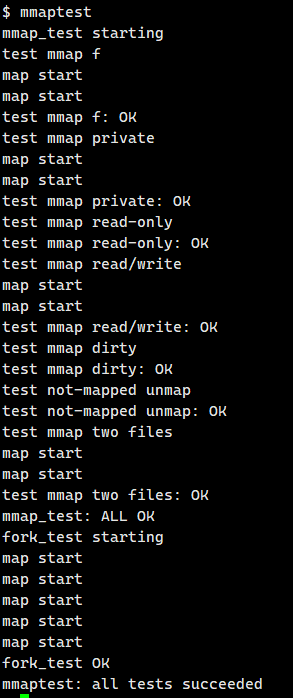 $ mmaptest
mmap_test starting
test mmap f
map start
map start
test mmap f: OK
test mmap private
map start
map start
test mmap private: OK
test mmap read-only
test mmap read-only: OK
test mmap read/write
map start
map start
test mmap read/write: OK
test mmap dirty
test mmap dirty: OK
test not-mapped unmap
test not-mapped unmap: OK
test mmap two files
map start
map start
test mmap two files: OK
mmap_test: ALL OK
fork_test starting
map start
map start
map start
map start
map start
fork_test OK
mmaptest: all tests succeeded